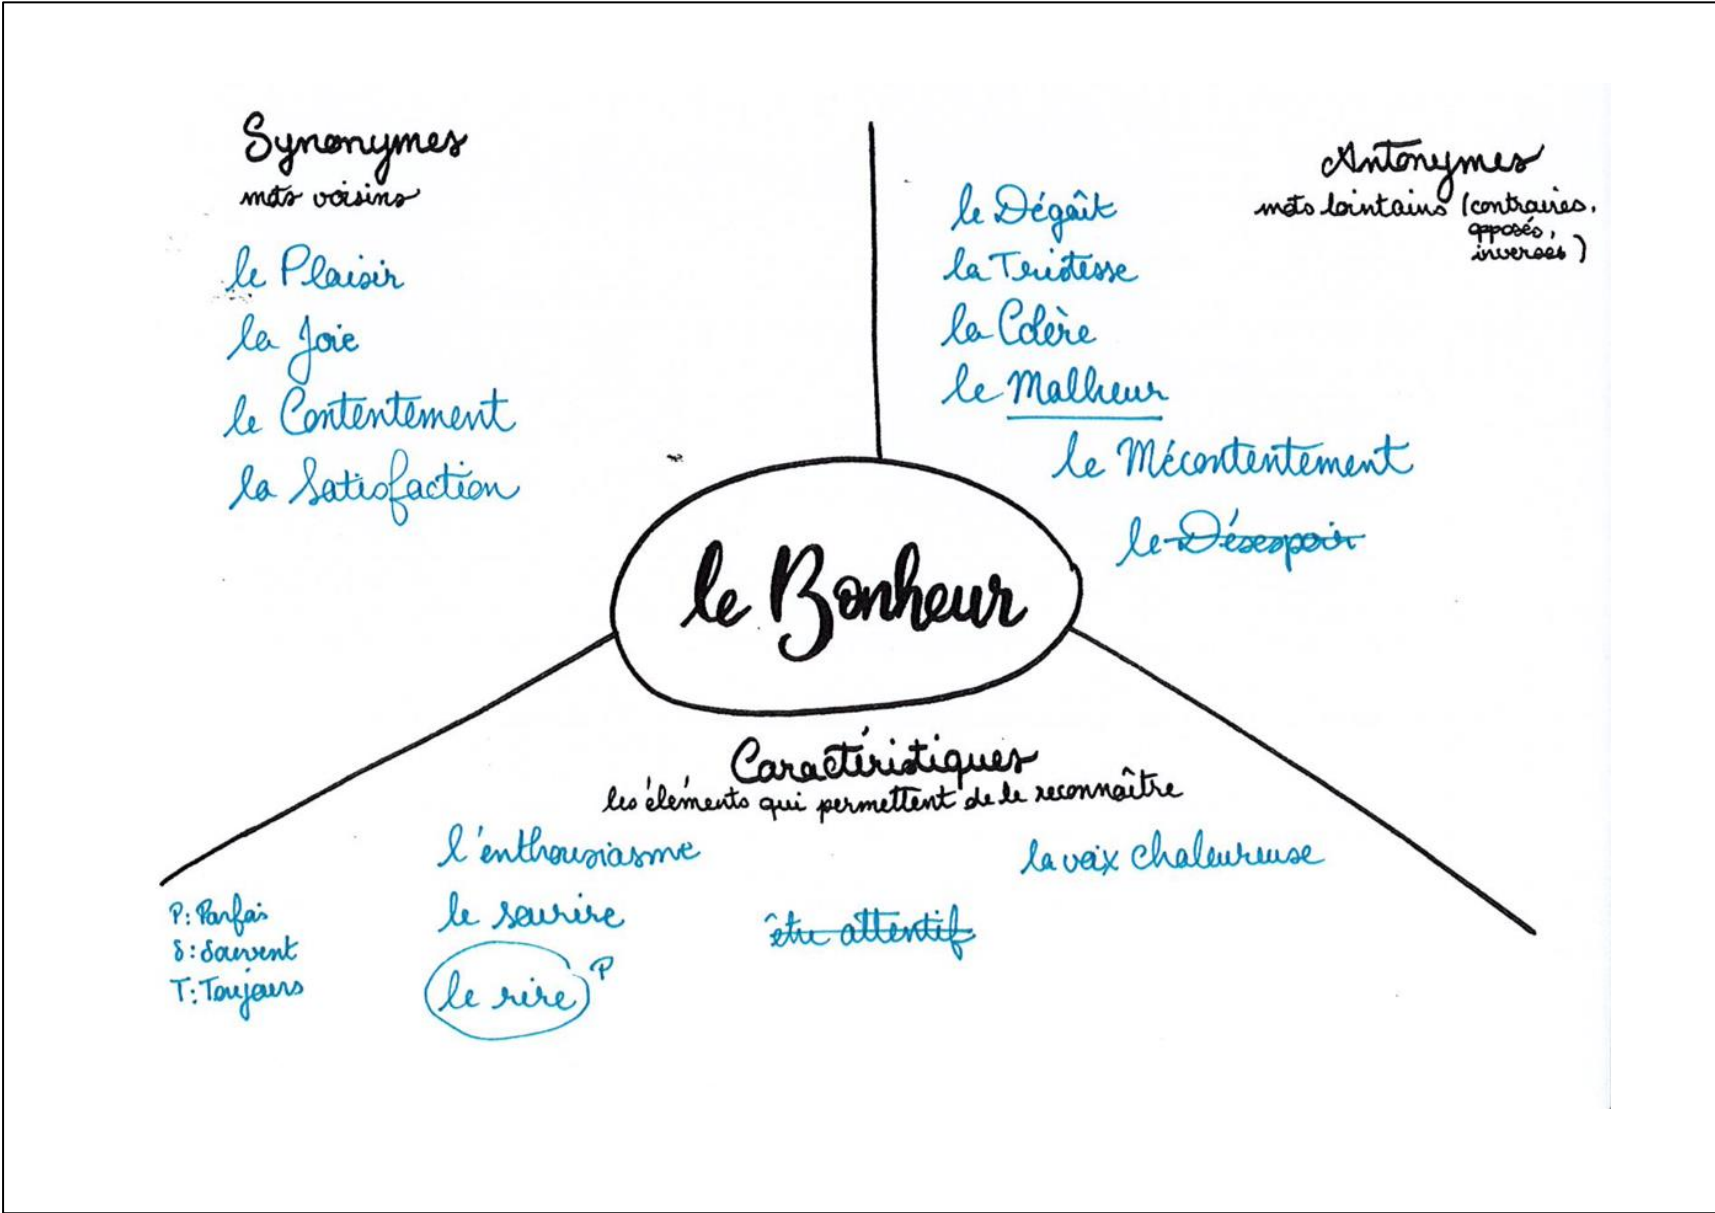 Synonymes
mots voisins
le Plaisir
la Joie
le Contentement
la Satisfaction
Antonymes
mots lointains (contraires,
opposés,
inverses)
le Dégoût
la Tristesse
la Colère
le Malheur
le Mécontentement
le Désespoir
le Bonheur
Caractéristiques
les éléments qui permettent de le reconnaître
l'enthousiasme
le sourire
le rire P
être attentif
la voix chaleureuse
P: Parfois
S: Souvent
T: Toujours